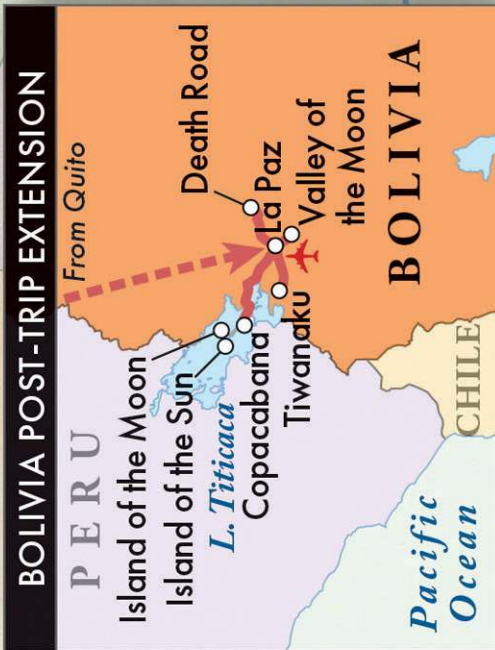 BOLIVIA POST-TRIP EXTENSION
From Quito
PERU
Death Road
Island of the Moon
La Paz
Island of the Sun
Valley of
the Moon
L. Titicaca
Copacabana
Tiwanaku
BOLIVIA
CHILE
Pacific
Ocean